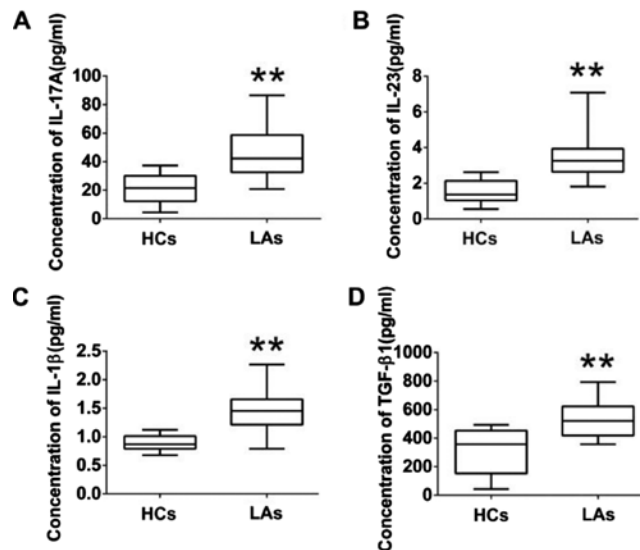 A
Concentration of IL-17A(pg/ml)
100
80
60
40
20
0
**
HCs
LAs
B
Concentration of IL-23(pg/ml)
8
6
4
2
0
**
HCs
LAs
C
Concentration of IL-1β(pg/ml)
2.5
2.0
1.5
1.0
0.5
0.0
**
HCs
LAs
D
Concentration of TGF-β1(pg/ml)
1000
800
600
400
200
0
**
HCs
LAs